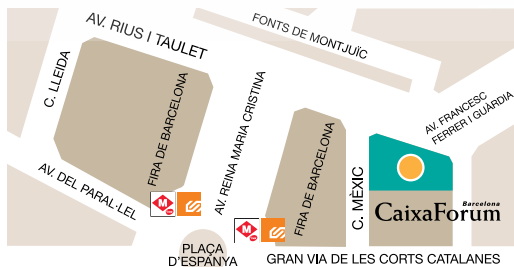 AV. RIUS I TAULET
FONTS DE MONTJUÏC
C. LLEIDA
FIRA DE BARCELONA
AV. REINA MARIA CRISTINA
FIRA DE BARCELONA
C. MÈXIC
AV. FRANCESC
FERRER I GUÀRDIA
AV. DEL PARAL·LEL
M
M
Barcelona
CaixaForum
PLAÇA
D'ESPANYA
GRAN VIA DE LES CORTS CATALANES